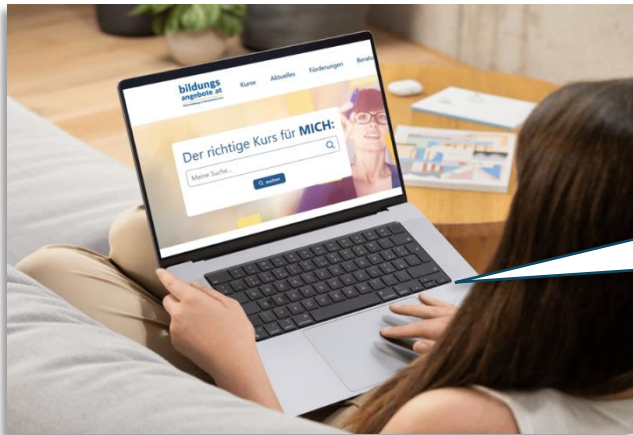 bildungs
angebote at
Kurse Aktuelles Förderungen
Der richtige Kurs für MICH:
Meine Suche...
suchen